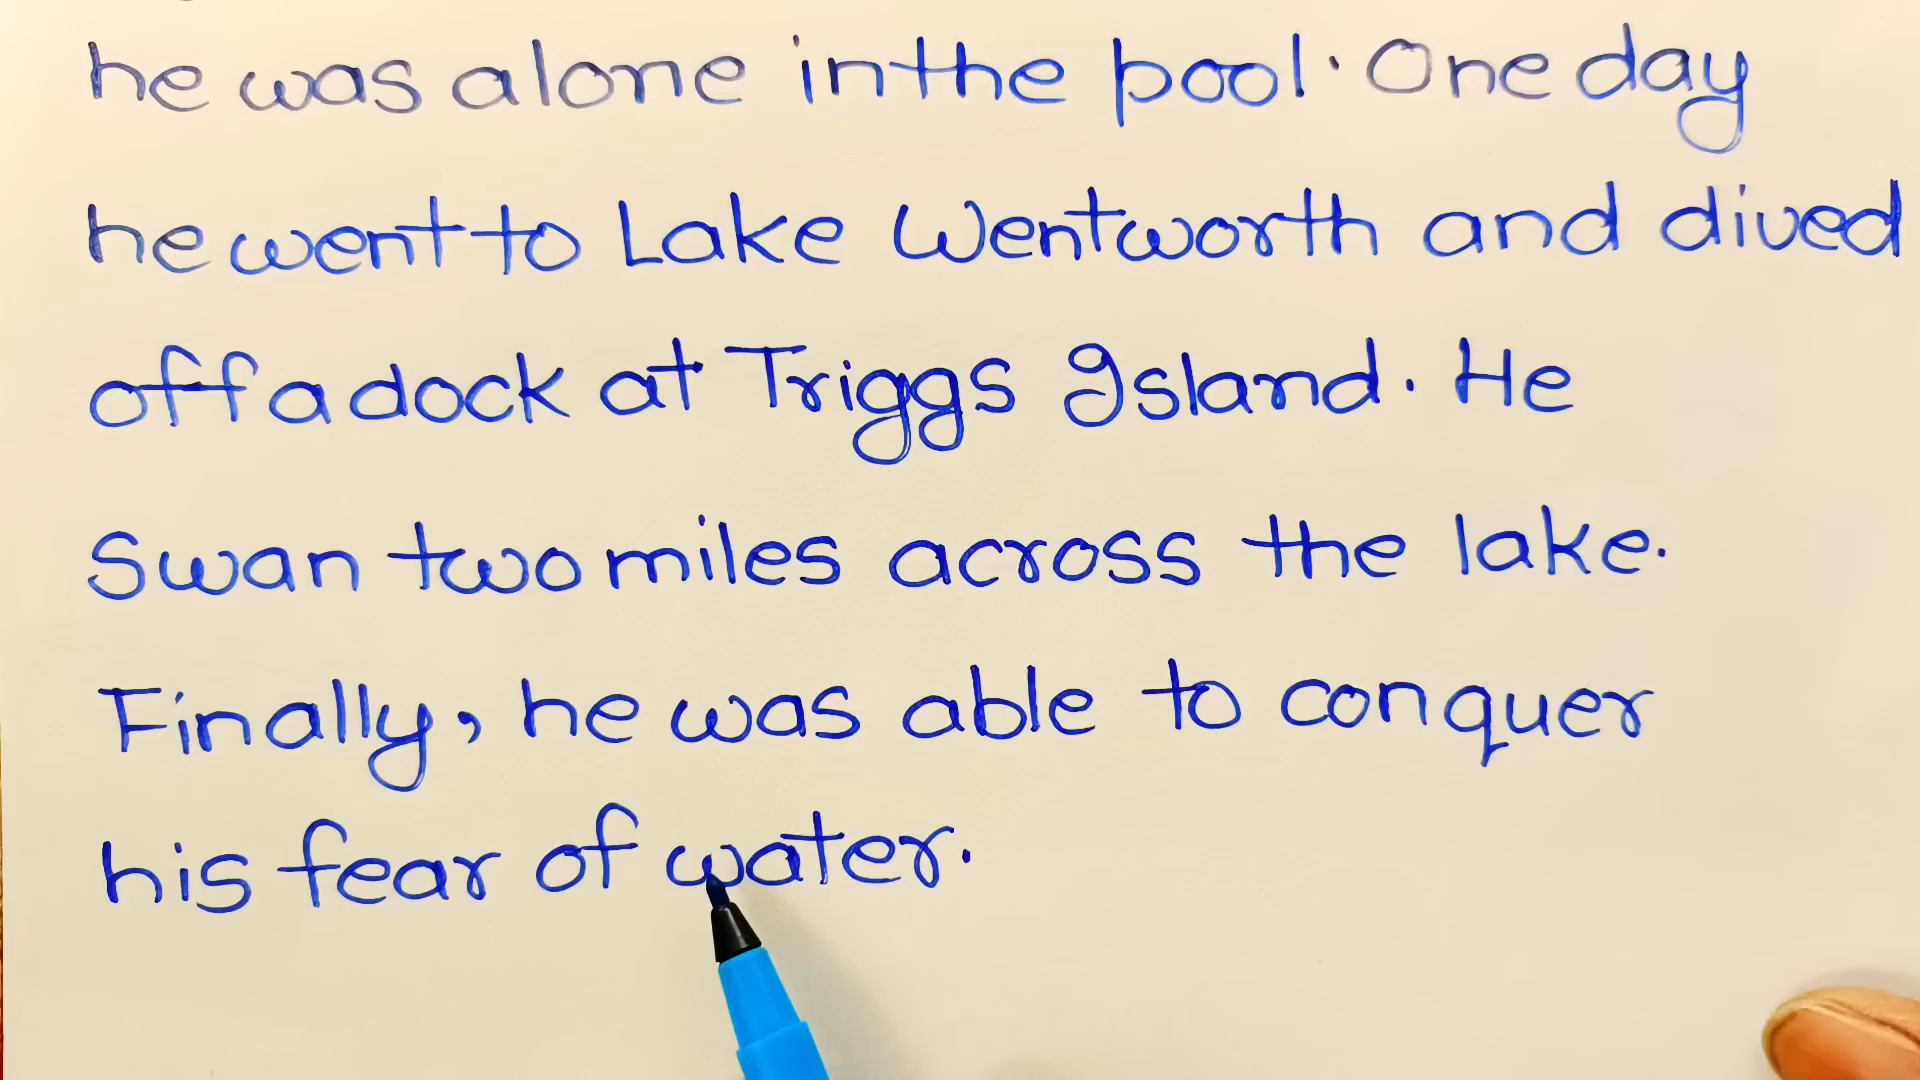 he was alone in the pool. One day
he went to Lake Wentworth and dived
off a dock at Triggs Island. He
Swan two miles across the lake.
Finally, he was able to conquer
his fear of water.